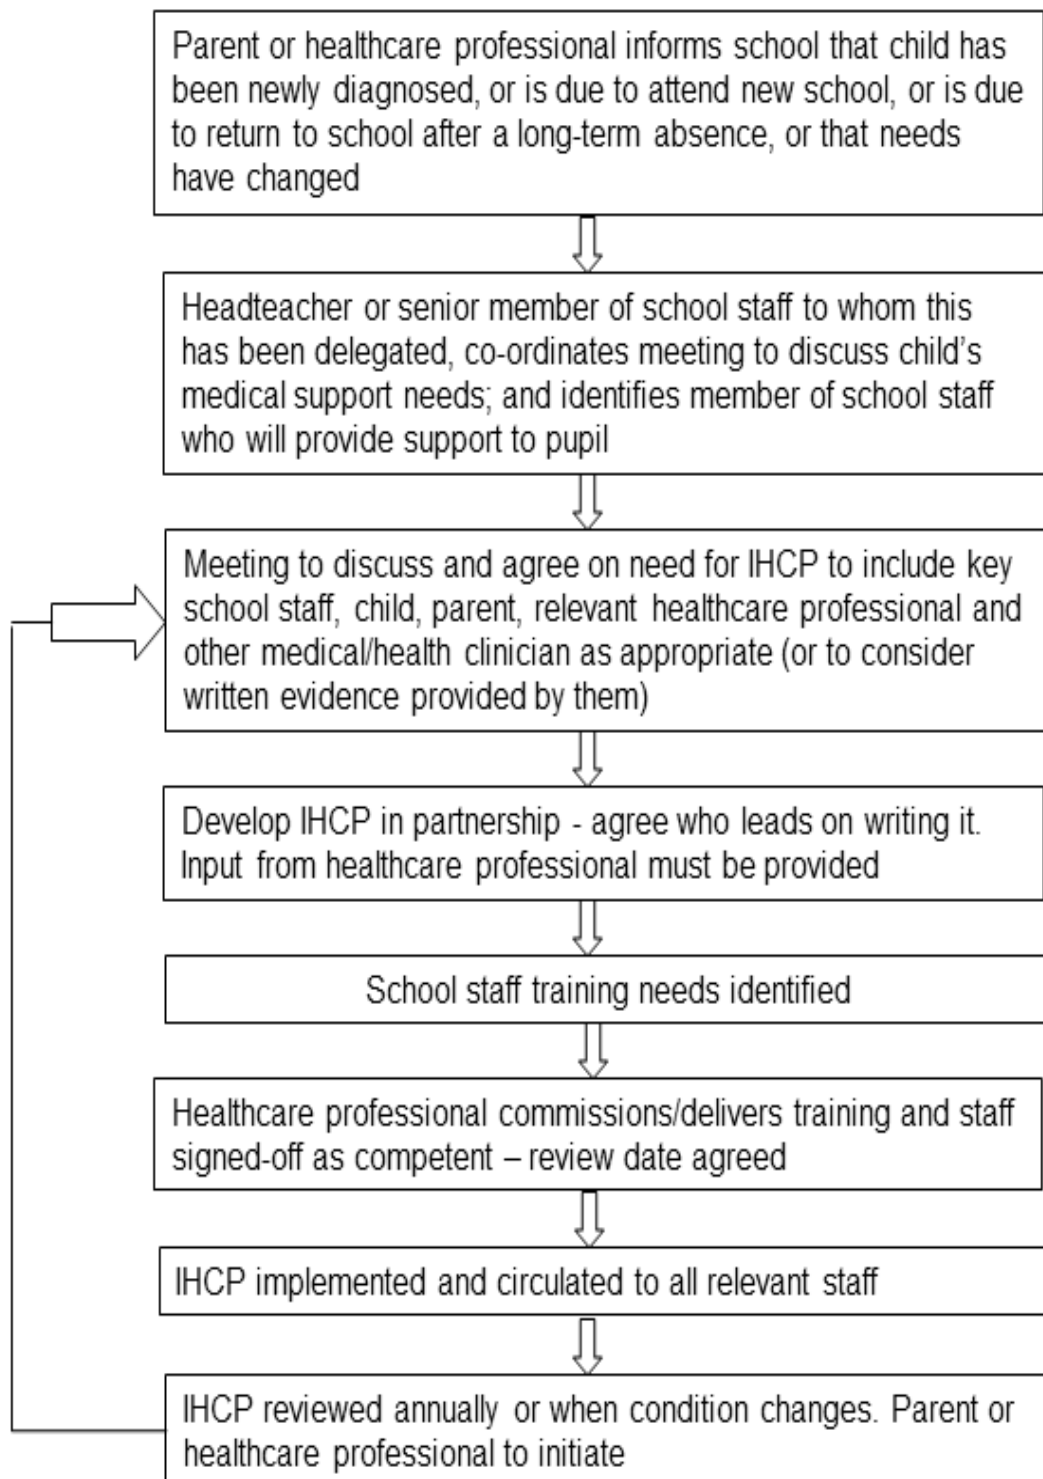 Parent or healthcare professional informs school that child has
been newly diagnosed, or is due to attend new school, or is due
to return to school after a long-term absence, or that needs
have changed
Headteacher or senior member of school staff to whom this
has been delegated, co-ordinates meeting to discuss child's
medical support needs; and identifies member of school staff
who will provide support to pupil
Meeting to discuss and agree on need for IHCP to include key
school staff, child, parent, relevant healthcare professional and
other medical/health clinician as appropriate (or to consider
written evidence provided by them)
Develop IHCP in partnership - agree who leads on writing it.
Input from healthcare professional must be provided
School staff training needs identified
Healthcare professional commissions/delivers training and staff
signed-off as competent – review date agreed
IHCP implemented and circulated to all relevant staff
IHCP reviewed annually or when condition changes. Parent or
healthcare professional to initiate